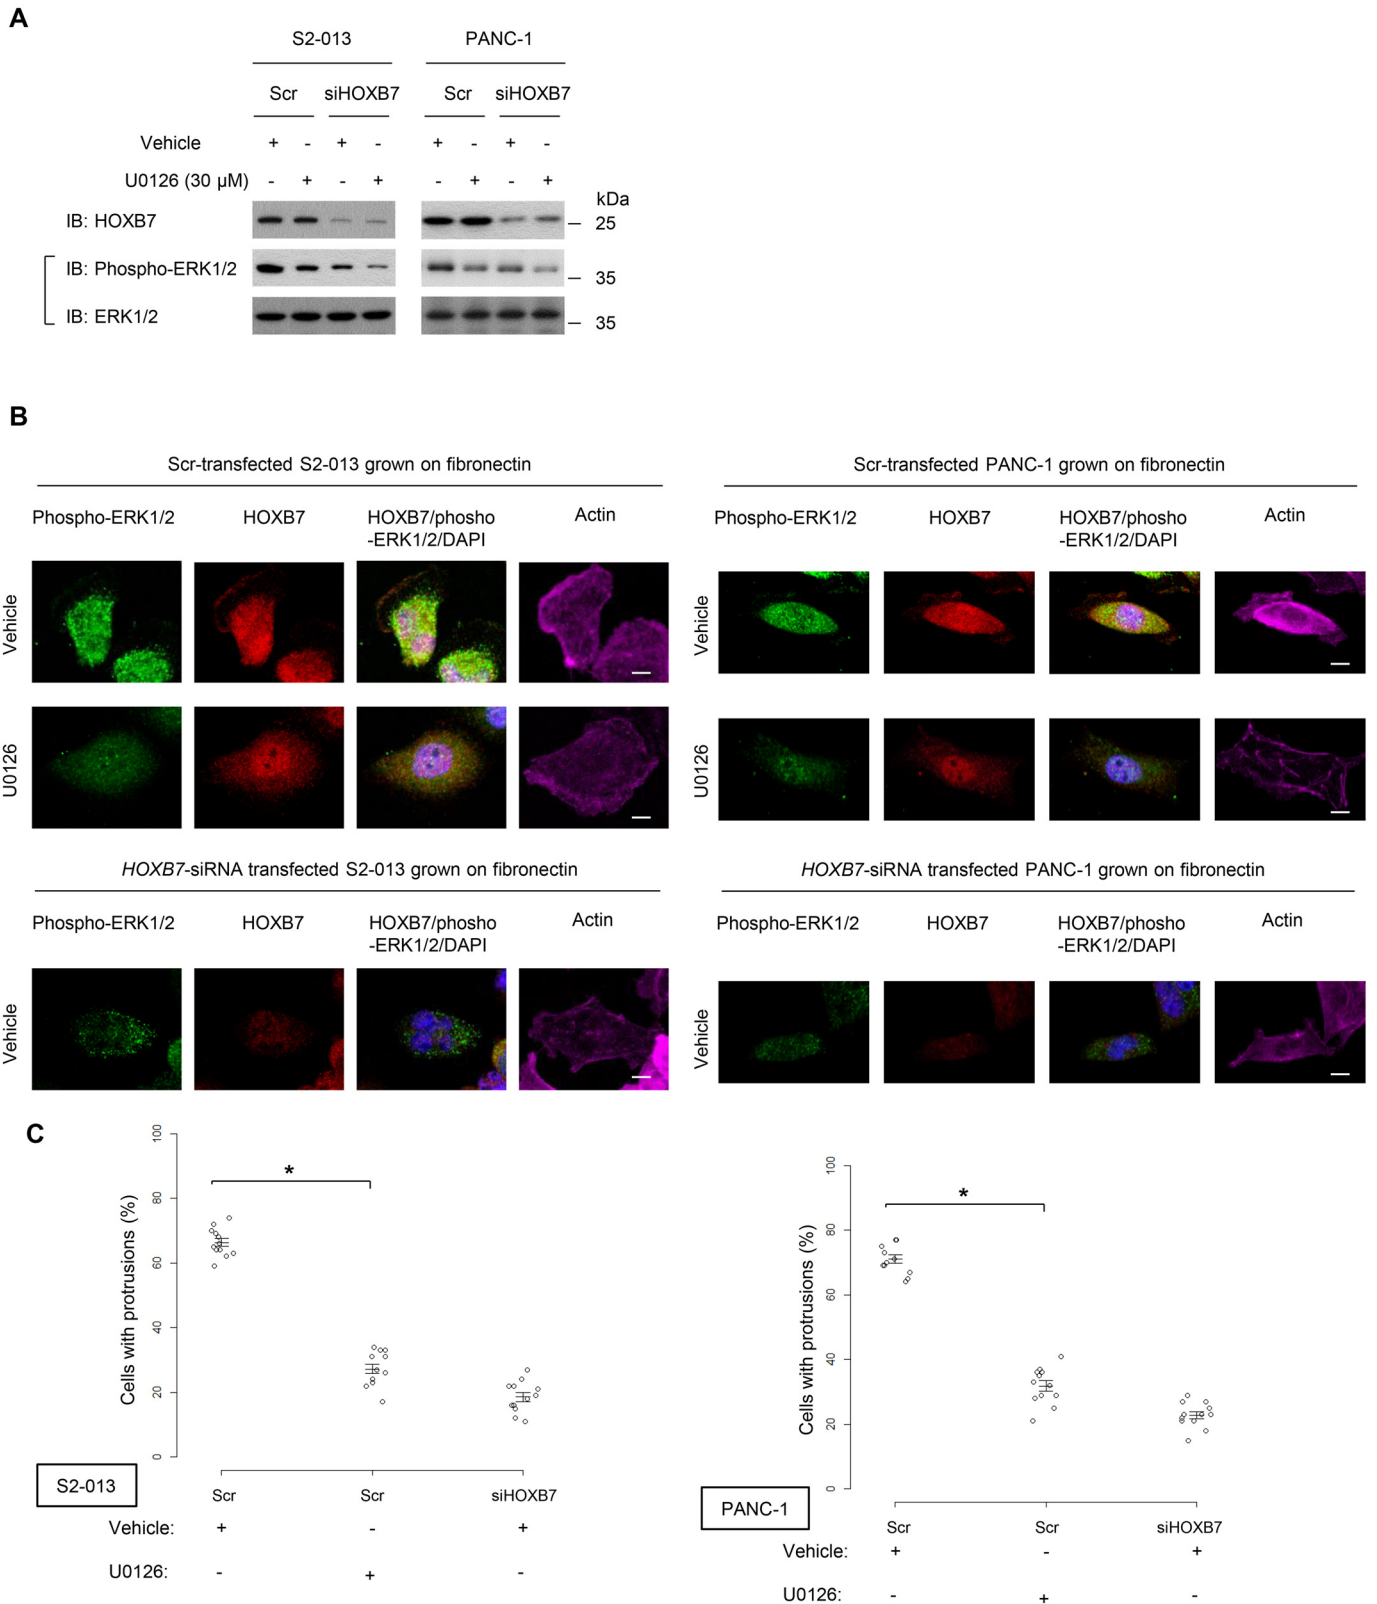 A
S2-013 PANC-1
Scr siHOXB7 Scr siHOXB7
Vehicle + - + - + - + -
U0126 (30 µM) - + - + - + - +
kDa
IB: HOXB7 25
IB: Phospho-ERK1/2 35
IB: ERK1/2 35
B
Scr-transfected S2-013 grown on fibronectin
Phospho-ERK1/2 HOXB7 HOXB7/phosho Actin
-ERK1/2/DAPI
Vehicle
U0126
Scr-transfected PANC-1 grown on fibronectin
Phospho-ERK1/2 HOXB7 HOXB7/phosho Actin
-ERK1/2/DAPI
Vehicle
U0126
HOXB7-siRNA transfected S2-013 grown on fibronectin
Phospho-ERK1/2 HOXB7 HOXB7/phosho Actin
-ERK1/2/DAPI
Vehicle
HOXB7-siRNA transfected PANC-1 grown on fibronectin
Phospho-ERK1/2 HOXB7 HOXB7/phosho Actin
-ERK1/2/DAPI
Vehicle
C
Cells with protrusions (%)
100
80
60
40
20
0
*
S2-013
Scr Scr siHOXB7
Vehicle: + - +
U0126: - + -
Cells with protrusions (%)
100
80
60
40
20
0
*
PANC-1
Scr Scr siHOXB7
Vehicle: + - +
U0126: - + -